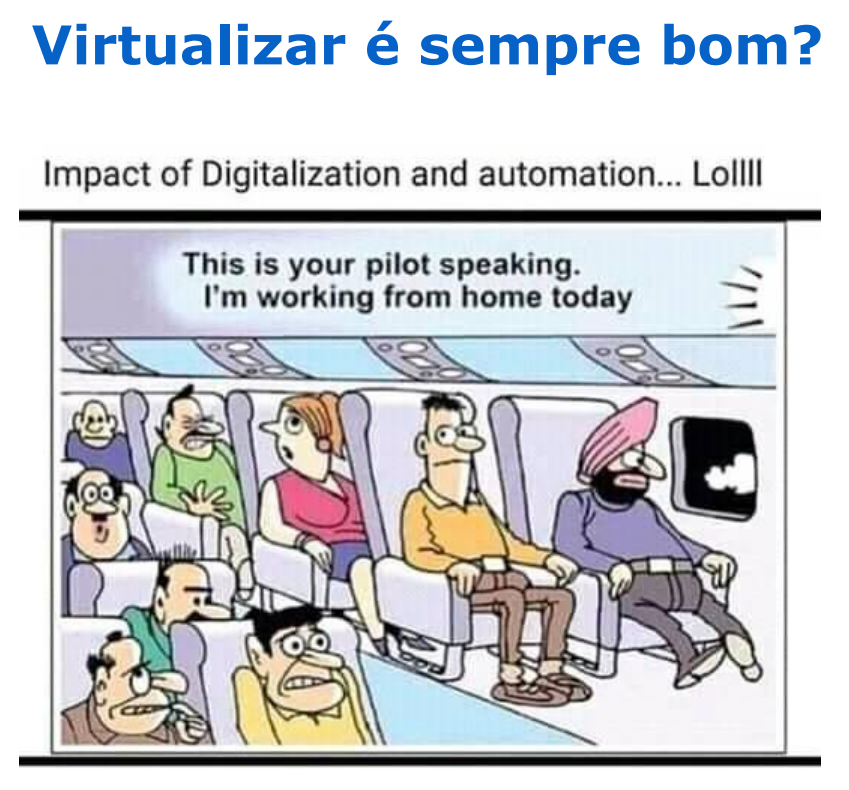 Virtualizar é sempre bom?
Impact of Digitalization and automation... Lollll
This is your pilot speaking.
I'm working from home today